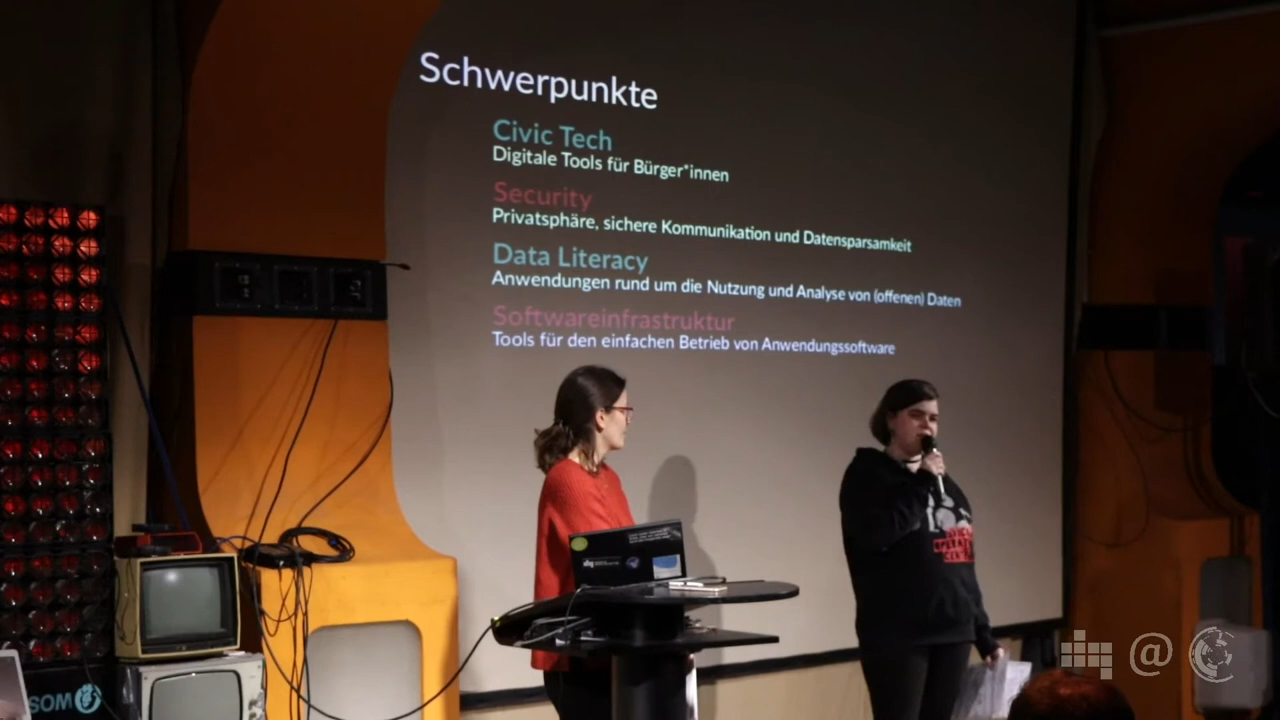 Schwerpunkte
Civic Tech
Digitale Tools für Bürger*innen
Security
Privatsphäre, sichere Kommunikation und Datensparsamkeit
Data Literacy
Anwendungen rund um die Nutzung und Analyse von (offenen) Daten
Softwareinfrastruktur
Tools für den einfachen Betrieb von Anwendungssoftware
SOM
@